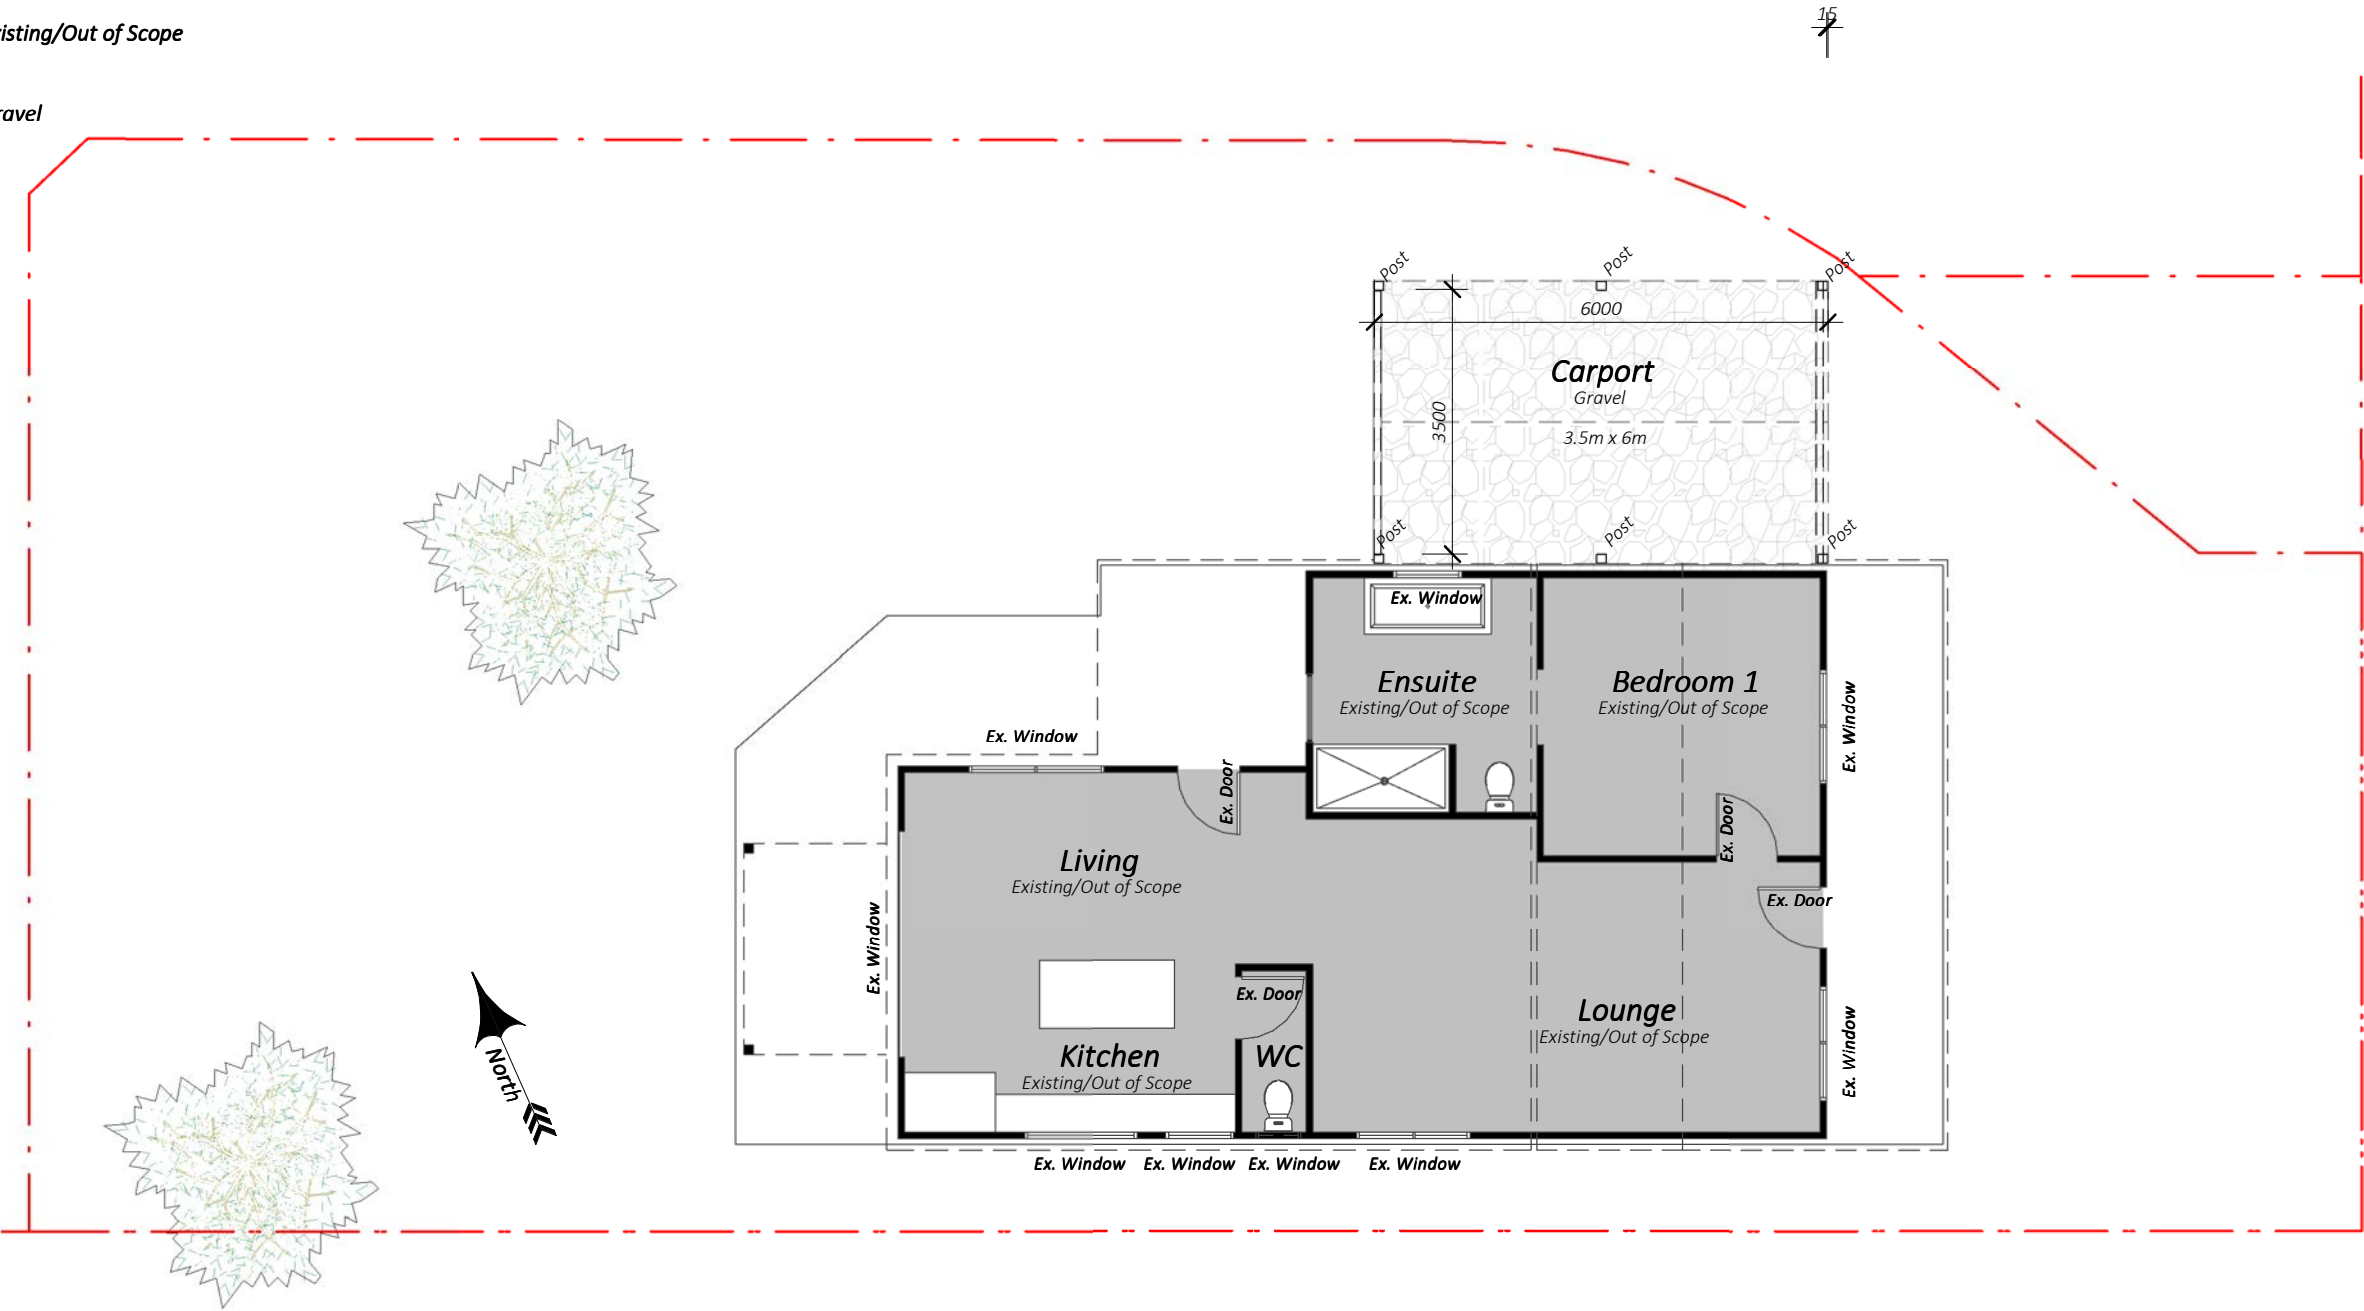 15
isting/Out of Scope
ravel
Post
Post
Post
6000
Carport
Gravel
3500
3.5m x 6m
Post
Post
Post
Ex. Window
Ensuite
Existing/Out of Scope
Bedroom 1
Existing/Out of Scope
Ex. Window
Ex. Window
Ex. Door
Ex. Door
Living
Existing/Out of Scope
Ex. Door
Ex. Window
Ex. Door
Lounge
Existing/Out of Scope
Kitchen
Existing/Out of Scope
WC
Ex. Window
North
Ex. Window
Ex. Window
Ex. Window
Ex. Window